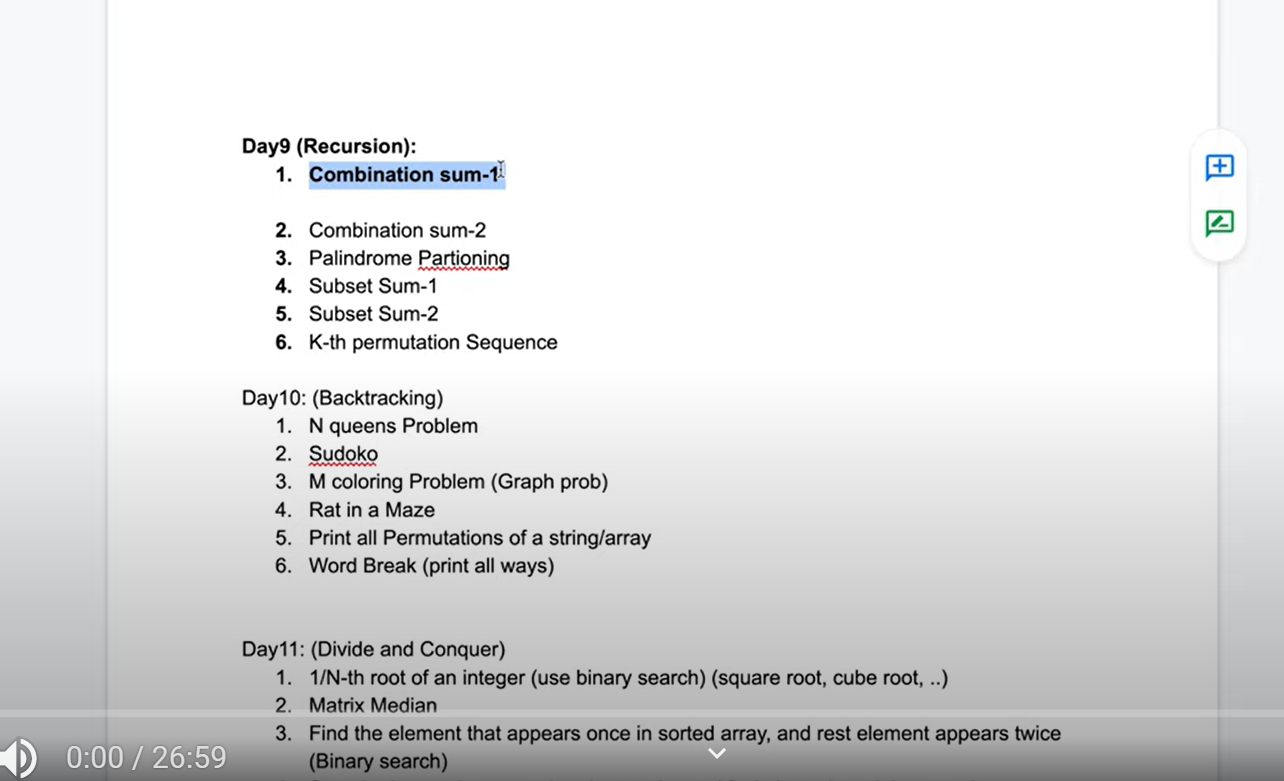 Day9 (Recursion):
1. Combination sum-1
2. Combination sum-2
3. Palindrome Partioning
4. Subset Sum-1
5. Subset Sum-2
6. K-th permutation Sequence
Day10: (Backtracking)
1. N queens Problem
2. Sudoko
3. M coloring Problem (Graph prob)
4. Rat in a Maze
5. Print all Permutations of a string/array
6. Word Break (print all ways)
Day11: (Divide and Conquer)
1. 1/N-th root of an integer (use binary search) (square root, cube root, ..)
2. Matrix Median
3. Find the element that appears once in sorted array, and rest element appears twice
(Binary search)
0:00 / 26:59